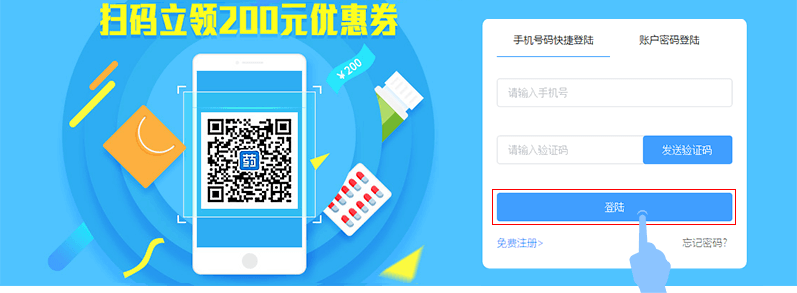 扫码立领200元优惠券
¥200
药
手机号码快捷登陆
账户密码登陆
请输入手机号
请输入验证码
发送验证码
登陆
免费注册>
忘记密码?